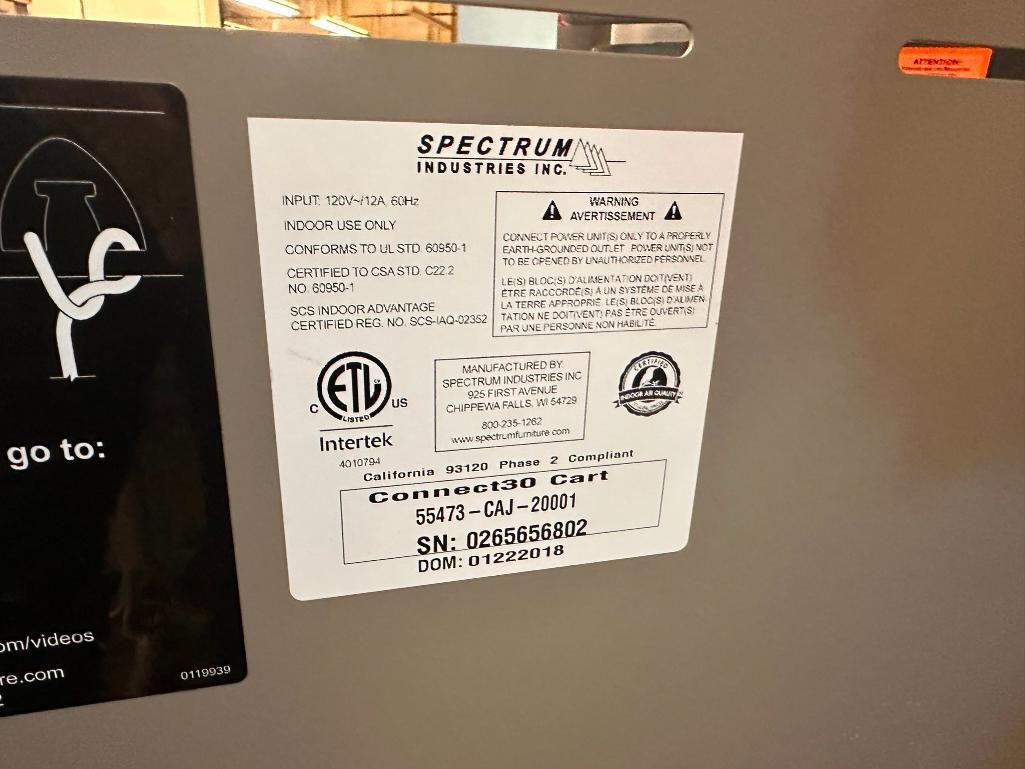 ATTENTION
SPECTRUM
INDUSTRIES INC.
INPUT: 120V~/12A, 60Hz
INDOOR USE ONLY
CONFORMS TO UL STD. 60950-1
CERTIFIED TO CSA STD. C22.2
NO. 60950-1
SCS INDOOR ADVANTAGE
CERTIFIED REG. NO. SCS-IAQ-02352
WARNING
AVERTISSEMENT
CONNECT POWER UNIT(S) ONLY TO A PROPERLY
EARTH-GROUNDED OUTLET. POWER UNIT(S) NOT
TO BE OPENED BY UNAUTHORIZED PERSONNEL.
LE(S) BLOC(S) D'ALIMENTATION DOIT(VENT)
ÊTRE RACCORDÉ(S) À UN SYSTÈME DE MISE À
LA TERRE APPROPRIÉ. LE(S) BLOC(S) D'ALIMEN-
TATION NE DOIT(VENT) PAS ÊTRE OUVERT(S)
PAR UNE PERSONNE NON HABILITÉ.
C ETL US
LISTED
Intertek
4010794
MANUFACTURED BY:
SPECTRUM INDUSTRIES INC
925 FIRST AVENUE
CHIPPEWA FALLS, WI 54729
800-235-1262
www.spectrumfurniture.com
CERTIFIED
INDOOR AIR QUALITY
California 93120 Phase 2 Compliant
Connect30 Cart
55473-CAJ-20001
SN: 0265656802
DOM: 01222018
go to:
om/videos
re.com
2
0119939